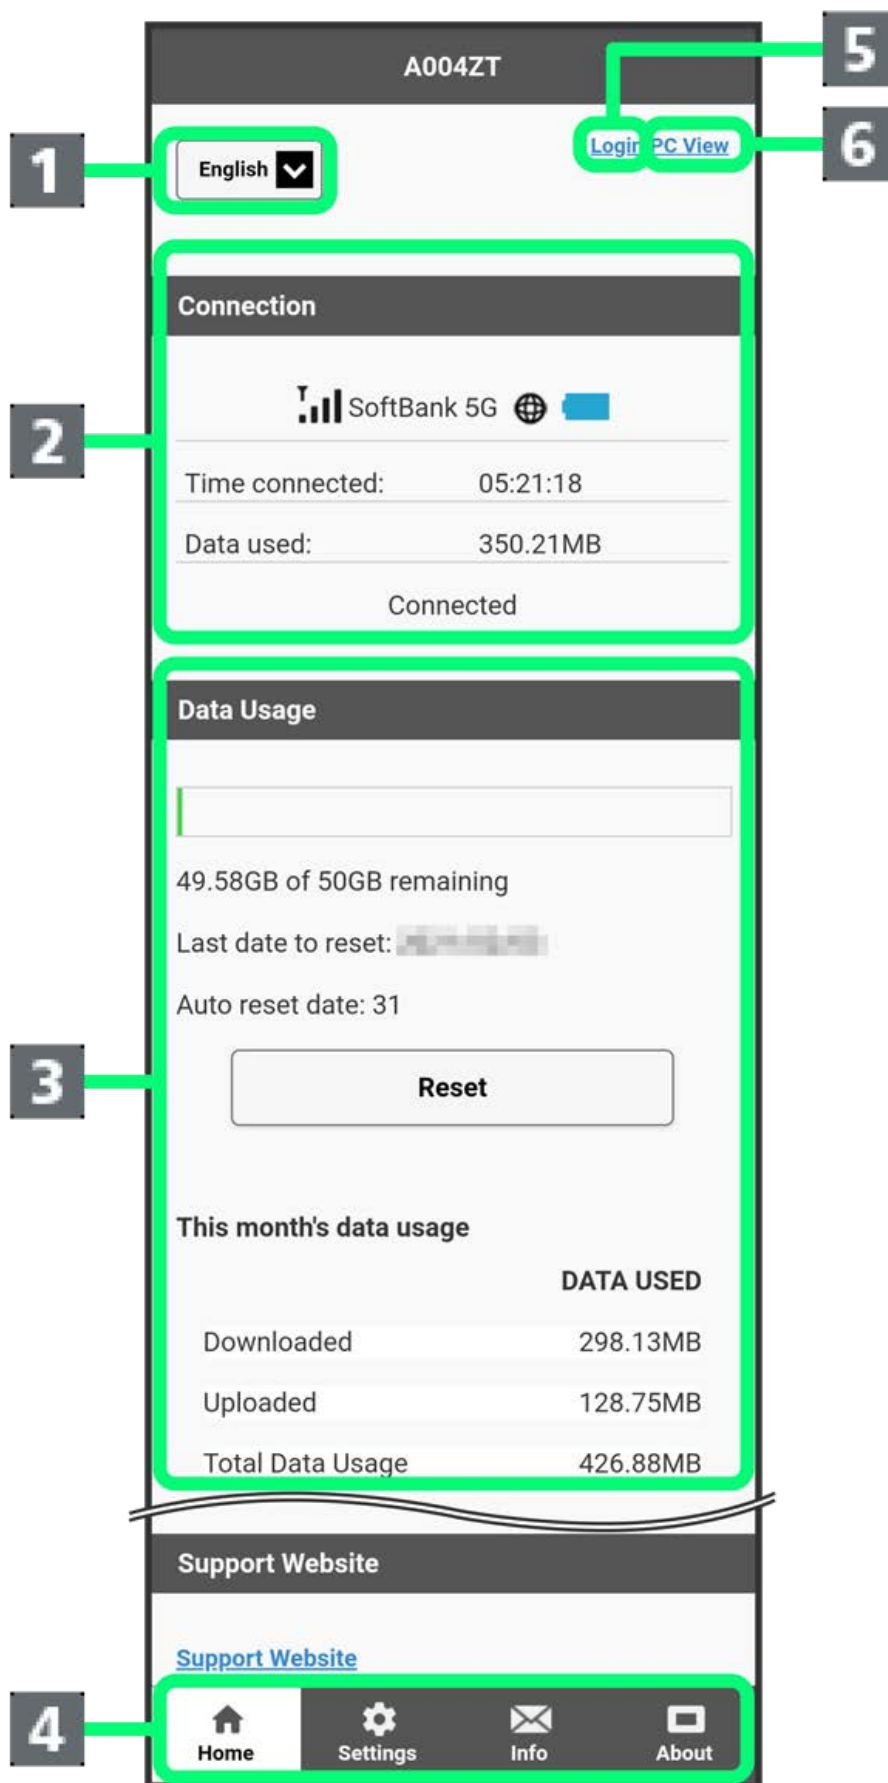 A004ZT
5
1
English
Login PC View
6
Connection
2
SoftBank 5G
Time connected: 05:21:18
Data used: 350.21MB
Connected
Data Usage
49.58GB of 50GB remaining
Last date to reset:
Auto reset date: 31
3
Reset
This month's data usage
DATA USED
Downloaded 298.13MB
Uploaded 128.75MB
Total Data Usage 426.88MB
Support Website
Support Website
4
Home Settings Info About